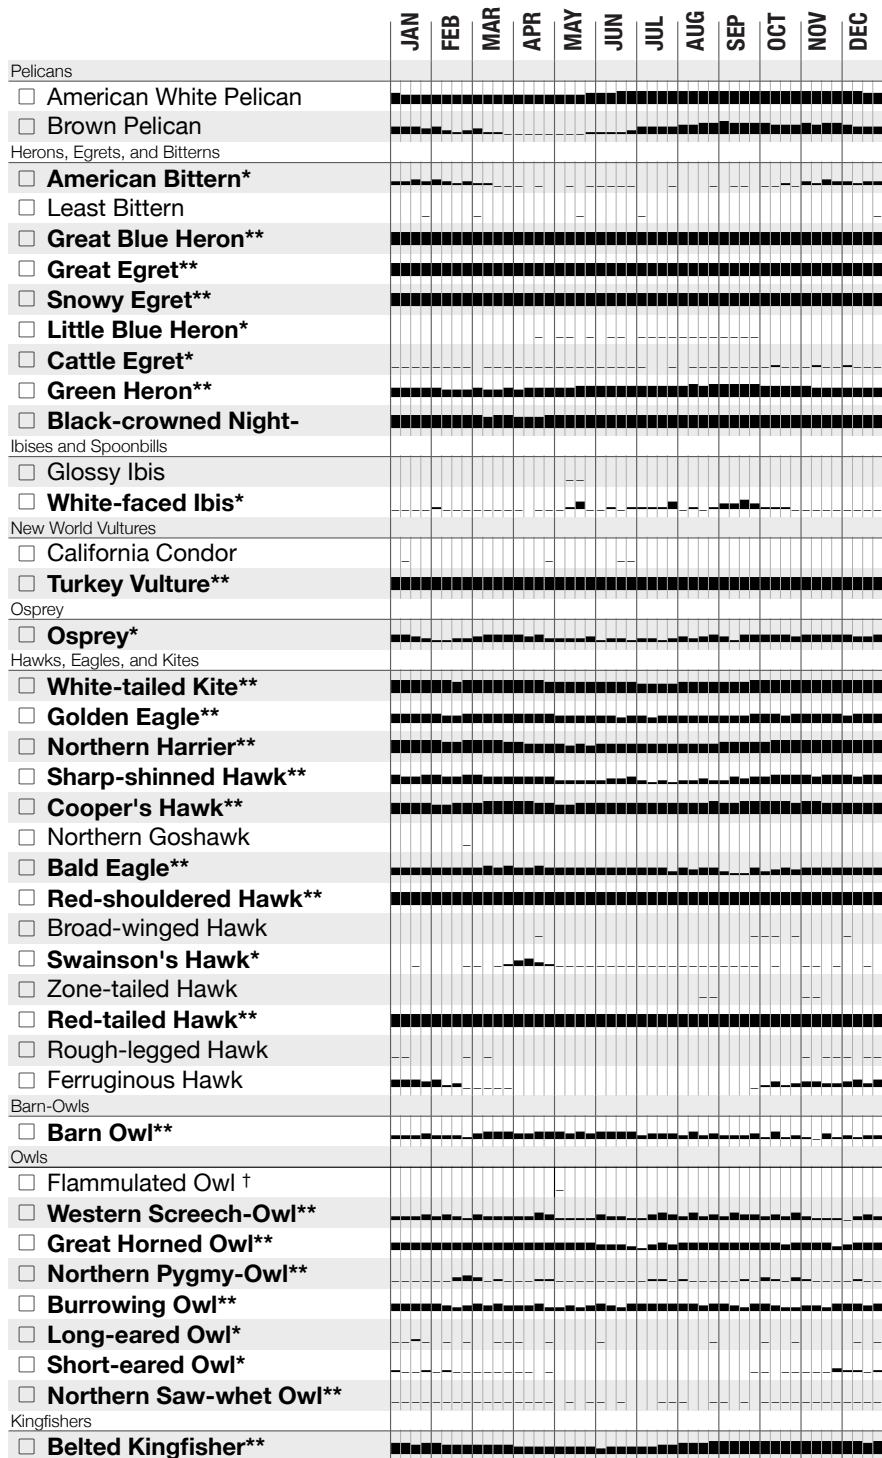 JAN FEB MAR APR MAY JUN JUL AUG SEP OCT NOV DEC
Pelicans
American White Pelican
Brown Pelican
Herons, Egrets, and Bitterns
American Bittern*
Least Bittern
Great Blue Heron**
Great Egret**
Snowy Egret**
Little Blue Heron*
Cattle Egret*
Green Heron**
Black-crowned Night-
Ibises and Spoonbills
Glossy Ibis
White-faced Ibis*
New World Vultures
California Condor
Turkey Vulture**
Osprey
Osprey*
Hawks, Eagles, and Kites
White-tailed Kite**
Golden Eagle**
Northern Harrier**
Sharp-shinned Hawk**
Cooper's Hawk**
Northern Goshawk
Bald Eagle**
Red-shouldered Hawk**
Broad-winged Hawk
Swainson's Hawk*
Zone-tailed Hawk
Red-tailed Hawk**
Rough-legged Hawk
Ferruginous Hawk
Barn-Owls
Barn Owl**
Owls
Flammulated Owl †
Western Screech-Owl**
Great Horned Owl**
Northern Pygmy-Owl**
Burrowing Owl**
Long-eared Owl*
Short-eared Owl*
Northern Saw-whet Owl**
Kingfishers
Belted Kingfisher**